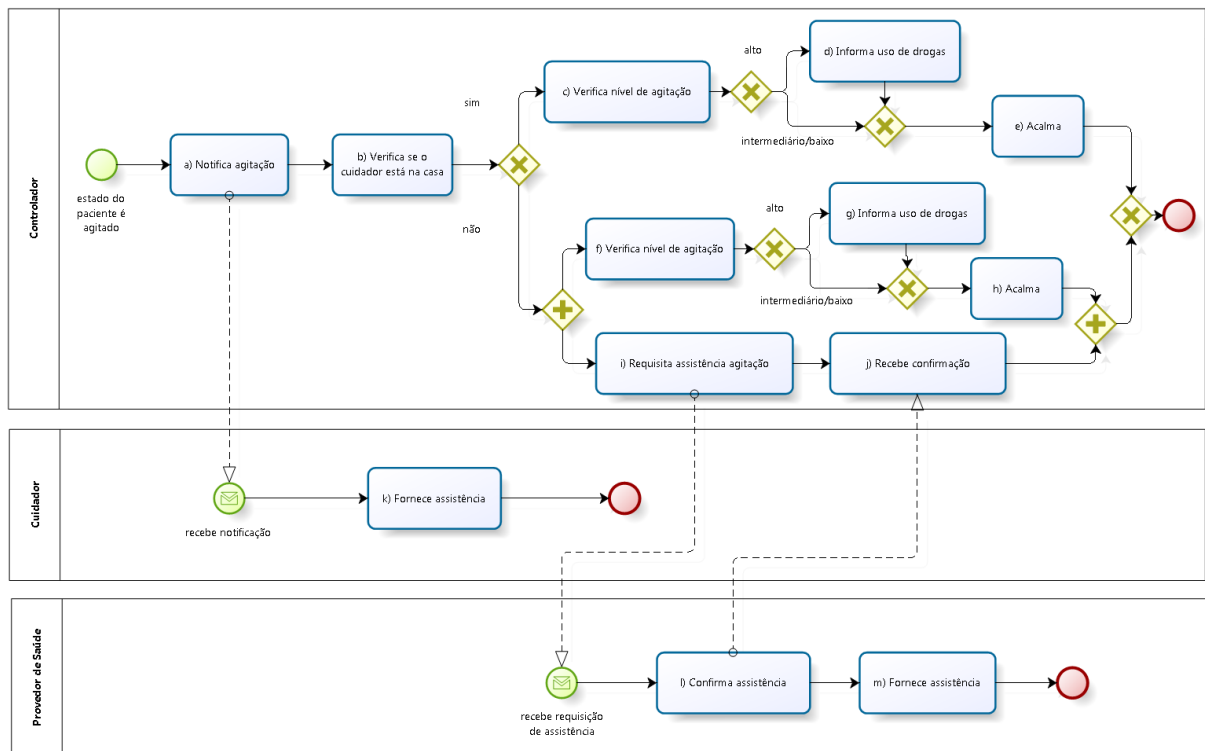 Controlador
estado do
paciente é
agitado
a) Notifica agitação
b) Verifica se o
cuidador está na casa
sim
não
c) Verifica nível de agitação
alto
intermediário/baixo
d) Informa uso de drogas
e) Acalma
f) Verifica nível de agitação
alto
intermediário/baixo
g) Informa uso de drogas
h) Acalma
i) Requisita assistência agitação
j) Recebe confirmação
Cuidador
recebe notificação
k) Fornece assistência
Provedor de Saúde
recebe requisição
de assistência
l) Confirma assistência
m) Fornece assistência